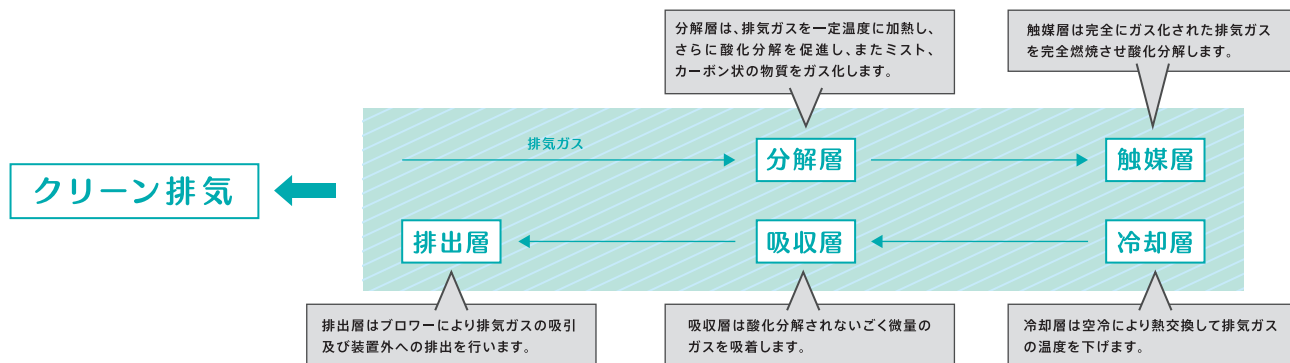 分解層は、排気ガスを一定温度に加熱し、
さらに酸化分解を促進し、またミスト、
カーボン状の物質をガス化します。
触媒層は完全にガス化された排気ガス
を完全燃焼させ酸化分解します。
排気ガス
分解層
触媒層
クリーン排気
排出層
吸収層
冷却層
排出層はブロワーにより排気ガスの吸引
及び装置外への排出を行います。
吸収層は酸化分解されないごく微量の
ガスを吸着します。
冷却層は空冷により熱交換して排気ガス
の温度を下げます。